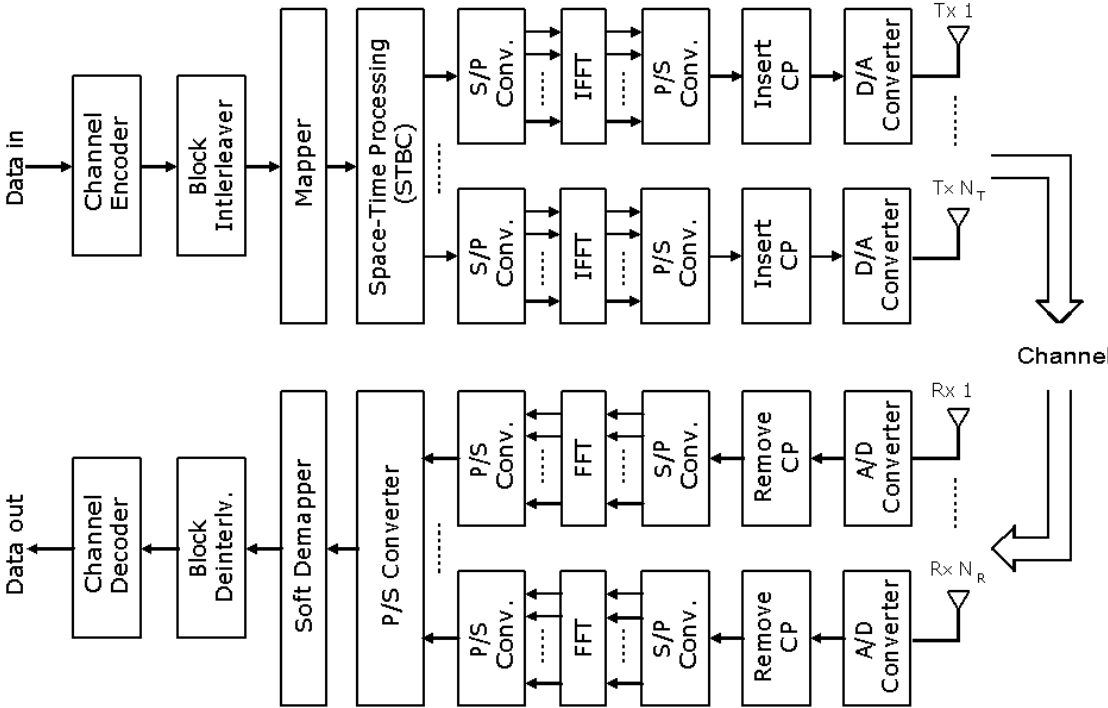 Data in
Channel
Encoder
Block
Intlerleaver
Mapper
Space-Time Processing
(STBC)
S/P
Conv.
IFFT
P/S
Conv.
Insert
CP
D/A
Converter
Tx 1
S/P
Conv.
IFFT
P/S
Conv.
Insert
CP
D/A
Converter
Tx N_T
Channel
Data out
Channel
Decoder
Block
Deinterlv.
Soft Demapper
P/S Converter
P/S
Conv.
FFT
S/P
Conv.
Remove
CP
A/D
Converter
Rx 1
P/S
Conv.
FFT
S/P
Conv.
Remove
CP
A/D
Converter
Rx N_R